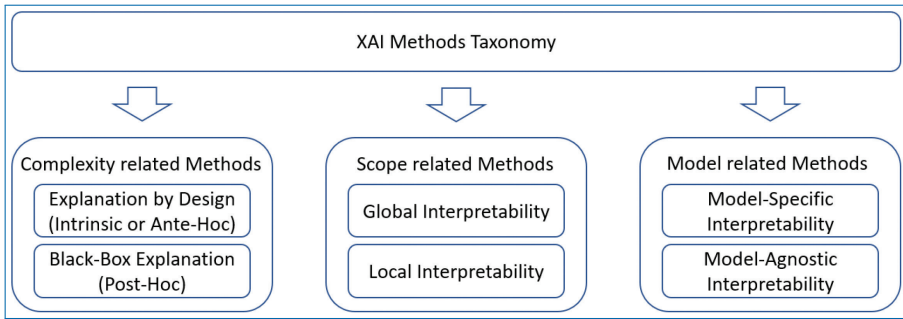 XAI Methods Taxonomy
Complexity related Methods
Explanation by Design
(Intrinsic or Ante-Hoc)
Black-Box Explanation
(Post-Hoc)
Scope related Methods
Global Interpretability
Local Interpretability
Model related Methods
Model-Specific
Interpretability
Model-Agnostic
Interpretability